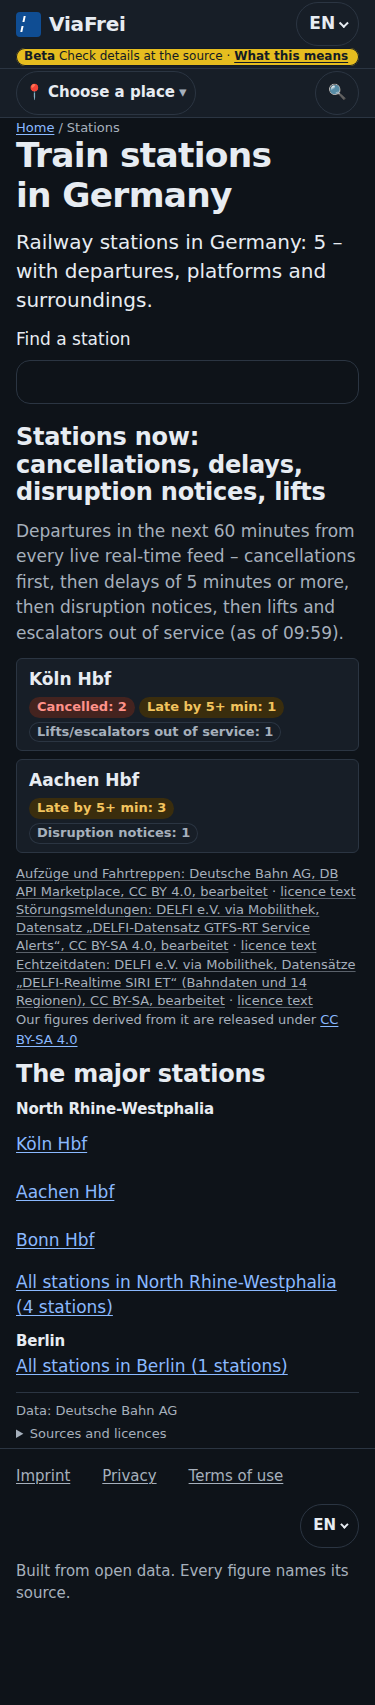 ViaFrei
EN
Beta Check details at the source · What this means
📍 Choose a place ▾
🔍
Home / Stations
Train stations
in Germany
Railway stations in Germany: 5 –
with departures, platforms and
surroundings.
Find a station
Stations now:
cancellations, delays,
disruption notices, lifts
Departures in the next 60 minutes from
every live real-time feed – cancellations
first, then delays of 5 minutes or more,
then disruption notices, then lifts and
escalators out of service (as of 09:59).
Köln Hbf
Cancelled: 2 Late by 5+ min: 1
Lifts/escalators out of service: 1
Aachen Hbf
Late by 5+ min: 3
Disruption notices: 1
Aufzüge und Fahrtreppen: Deutsche Bahn AG, DB
API Marketplace, CC BY 4.0, bearbeitet · licence text
Störungsmeldungen: DELFI e.V. via Mobilithek,
Datensatz „DELFI-Datensatz GTFS-RT Service
Alerts“, CC BY-SA 4.0, bearbeitet · licence text
Echtzeitdaten: DELFI e.V. via Mobilithek, Datensätze
„DELFI-Realtime SIRI ET“ (Bahndaten und 14
Regionen), CC BY-SA, bearbeitet · licence text
Our figures derived from it are released under CC
BY-SA 4.0
The major stations
North Rhine-Westphalia
Köln Hbf
Aachen Hbf
Bonn Hbf
All stations in North Rhine-Westphalia
(4 stations)
Berlin
All stations in Berlin (1 stations)
Data: Deutsche Bahn AG
▶ Sources and licences
Imprint Privacy Terms of use
EN
Built from open data. Every figure names its
source.